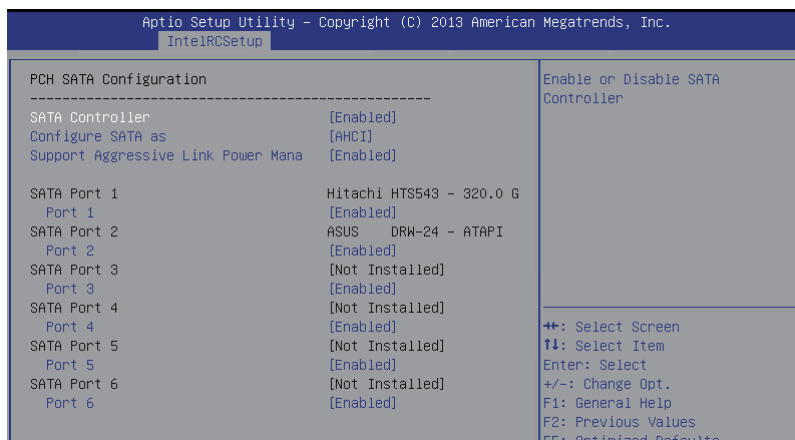 Aptio Setup Utility – Copyright (C) 2013 American Megatrends, Inc.
IntelRCSetup
PCH SATA Configuration
SATA Controller [Enabled]
Configure SATA as [AHCI]
Support Aggressive Link Power Mana [Enabled]
SATA Port 1 Hitachi HTS543 - 320.0 G
Port 1 [Enabled]
SATA Port 2 ASUS DRW-24 - ATAPI
Port 2 [Enabled]
SATA Port 3 [Not Installed]
Port 3 [Enabled]
SATA Port 4 [Not Installed]
Port 4 [Enabled]
SATA Port 5 [Not Installed]
Port 5 [Enabled]
SATA Port 6 [Not Installed]
Port 6 [Enabled]
Enable or Disable SATA
Controller
→←: Select Screen
↑↓: Select Item
Enter: Select
+/-: Change Opt.
F1: General Help
F2: Previous Values
Optimized Defaults